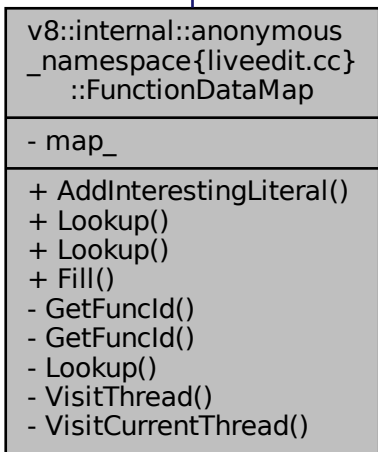 v8::internal::anonymous
_namespace{liveedit.cc}
::FunctionDataMap
- map_
+ AddInterestingLiteral()
+ Lookup()
+ Lookup()
+ Fill()
- GetFuncId()
- GetFuncId()
- Lookup()
- VisitThread()
- VisitCurrentThread()